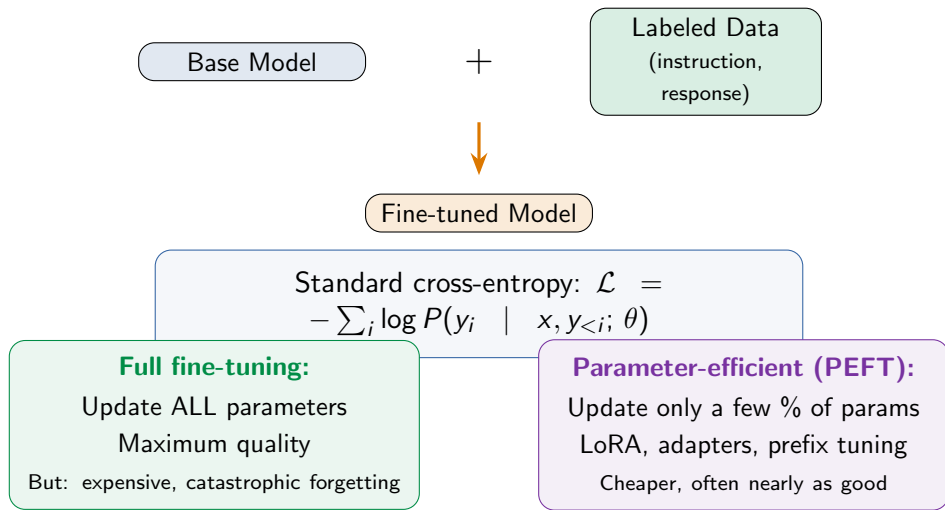 Base Model
+
Labeled Data
(instruction,
response)
Fine-tuned Model
Standard cross-entropy: ℒ =
− ∑ᵢ log P(yᵢ | x, y<ᵢ; θ)
Full fine-tuning:
Update ALL parameters
Maximum quality
But: expensive, catastrophic forgetting
Parameter-efficient (PEFT):
Update only a few % of params
LoRA, adapters, prefix tuning
Cheaper, often nearly as good